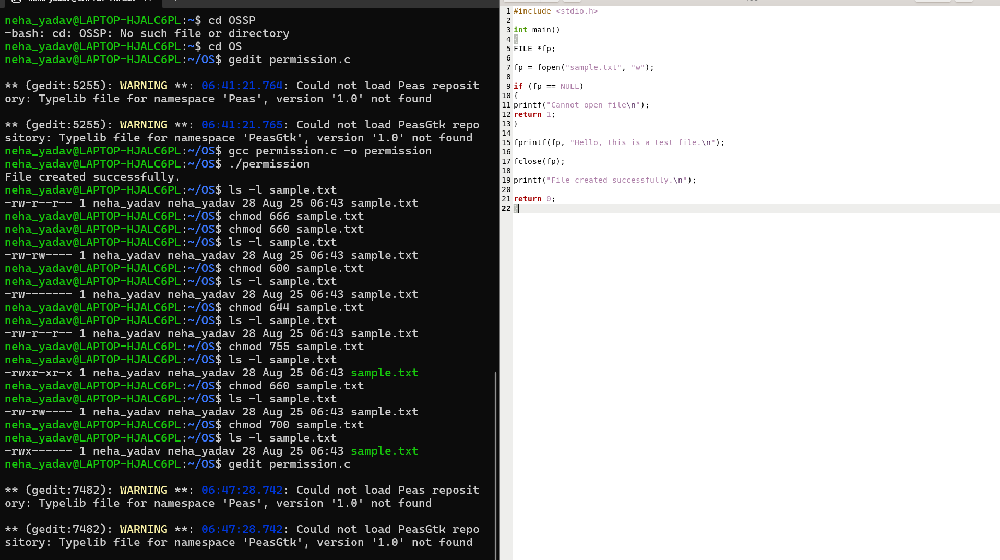 neha_yadav@LAPTOP-HJALC6PL:~$ cd OSSP
-bash: cd: OSSP: No such file or directory
neha_yadav@LAPTOP-HJALC6PL:~$ cd OS
neha_yadav@LAPTOP-HJALC6PL:~/OS$ gedit permission.c

** (gedit:5255): WARNING **: 06:41:21.764: Could not load Peas reposit
ory: Typelib file for namespace 'Peas', version '1.0' not found

** (gedit:5255): WARNING **: 06:41:21.765: Could not load PeasGtk repo
sitory: Typelib file for namespace 'PeasGtk', version '1.0' not found
neha_yadav@LAPTOP-HJALC6PL:~/OS$ gcc permission.c -o permission
neha_yadav@LAPTOP-HJALC6PL:~/OS$ ./permission
File created successfully.
neha_yadav@LAPTOP-HJALC6PL:~/OS$ ls -l sample.txt
-rw-r--r-- 1 neha_yadav neha_yadav 28 Aug 25 06:43 sample.txt
neha_yadav@LAPTOP-HJALC6PL:~/OS$ chmod 666 sample.txt
neha_yadav@LAPTOP-HJALC6PL:~/OS$ chmod 660 sample.txt
neha_yadav@LAPTOP-HJALC6PL:~/OS$ ls -l sample.txt
-rw-rw---- 1 neha_yadav neha_yadav 28 Aug 25 06:43 sample.txt
neha_yadav@LAPTOP-HJALC6PL:~/OS$ chmod 600 sample.txt
neha_yadav@LAPTOP-HJALC6PL:~/OS$ ls -l sample.txt
-rw------- 1 neha_yadav neha_yadav 28 Aug 25 06:43 sample.txt
neha_yadav@LAPTOP-HJALC6PL:~/OS$ chmod 644 sample.txt
neha_yadav@LAPTOP-HJALC6PL:~/OS$ ls -l sample.txt
-rw-r--r-- 1 neha_yadav neha_yadav 28 Aug 25 06:43 sample.txt
neha_yadav@LAPTOP-HJALC6PL:~/OS$ chmod 755 sample.txt
neha_yadav@LAPTOP-HJALC6PL:~/OS$ ls -l sample.txt
-rwxr-xr-x 1 neha_yadav neha_yadav 28 Aug 25 06:43 sample.txt
neha_yadav@LAPTOP-HJALC6PL:~/OS$ chmod 660 sample.txt
neha_yadav@LAPTOP-HJALC6PL:~/OS$ ls -l sample.txt
-rw-rw---- 1 neha_yadav neha_yadav 28 Aug 25 06:43 sample.txt
neha_yadav@LAPTOP-HJALC6PL:~/OS$ chmod 700 sample.txt
neha_yadav@LAPTOP-HJALC6PL:~/OS$ ls -l sample.txt
-rwx------ 1 neha_yadav neha_yadav 28 Aug 25 06:43 sample.txt
neha_yadav@LAPTOP-HJALC6PL:~/OS$ gedit permission.c

** (gedit:7482): WARNING **: 06:47:28.742: Could not load Peas reposit
ory: Typelib file for namespace 'Peas', version '1.0' not found

** (gedit:7482): WARNING **: 06:47:28.742: Could not load PeasGtk repo
sitory: Typelib file for namespace 'PeasGtk', version '1.0' not found

1 #include <stdio.h>
2
3 int main()
4 {
5 FILE *fp;
6
7 fp = fopen("sample.txt", "w");
8
9 if (fp == NULL)
10 {
11 printf("Cannot open file\n");
12 return 1;
13 }
14
15 fprintf(fp, "Hello, this is a test file.\n");
16
17 fclose(fp);
18
19 printf("File created successfully.\n");
20
21 return 0;
22 }